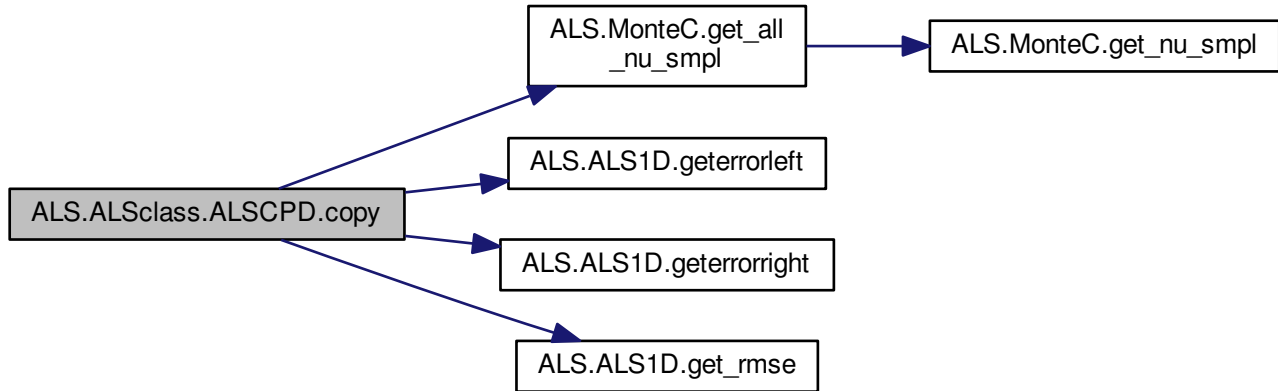 ALS.MonteC.get_all
_nu_smpl
ALS.MonteC.get_nu_smpl
ALS.ALS1D.geterrorleft
ALS.ALSclass.ALSCPD.copy
ALS.ALS1D.geterrorright
ALS.ALS1D.get_rmse